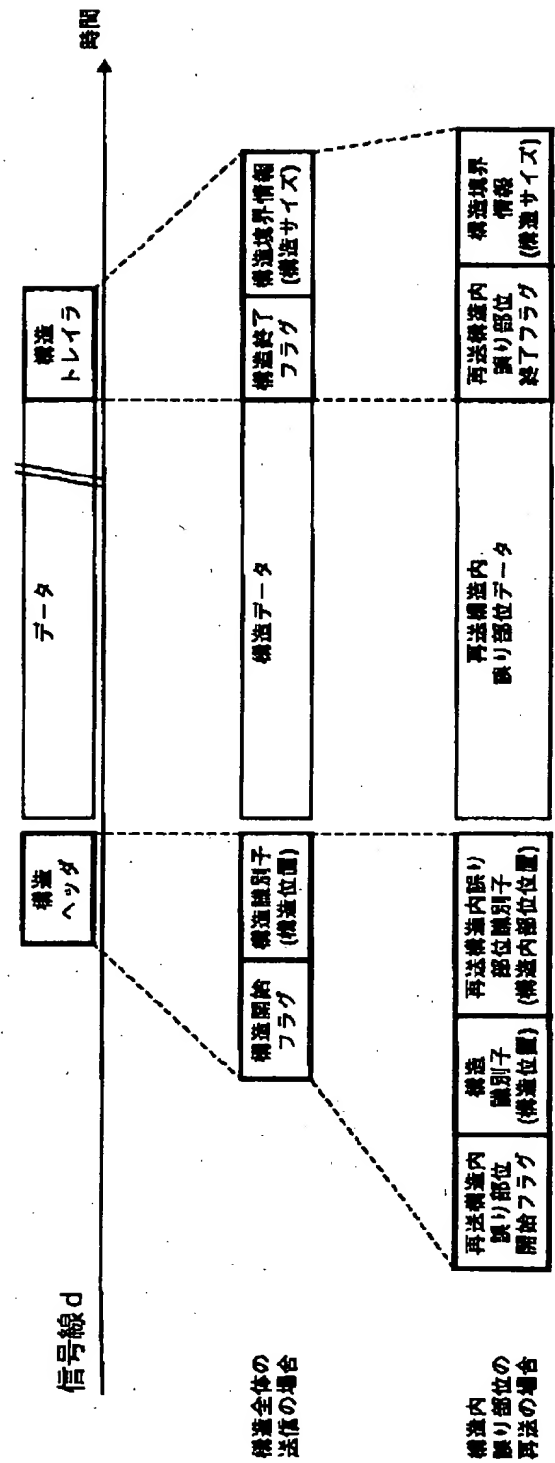 信号線d
時間
構造
ヘッダ
データ
構造
トレイラ
構造全体の
送信の場合
構造開始
フラグ
構造識別子
(構造位置)
構造データ
構造終了
フラグ
構造境界情報
(構造サイズ)
構造内
誤り部位の
再送の場合
再送構造内
誤り部位
開始フラグ
構造
識別子
(構造位置)
再送構造内誤り
部位識別子
(構造内部位位置)
再送構造内
誤り部位データ
再送構造内
誤り部位
終了フラグ
構造境界
情報
(構造サイズ)